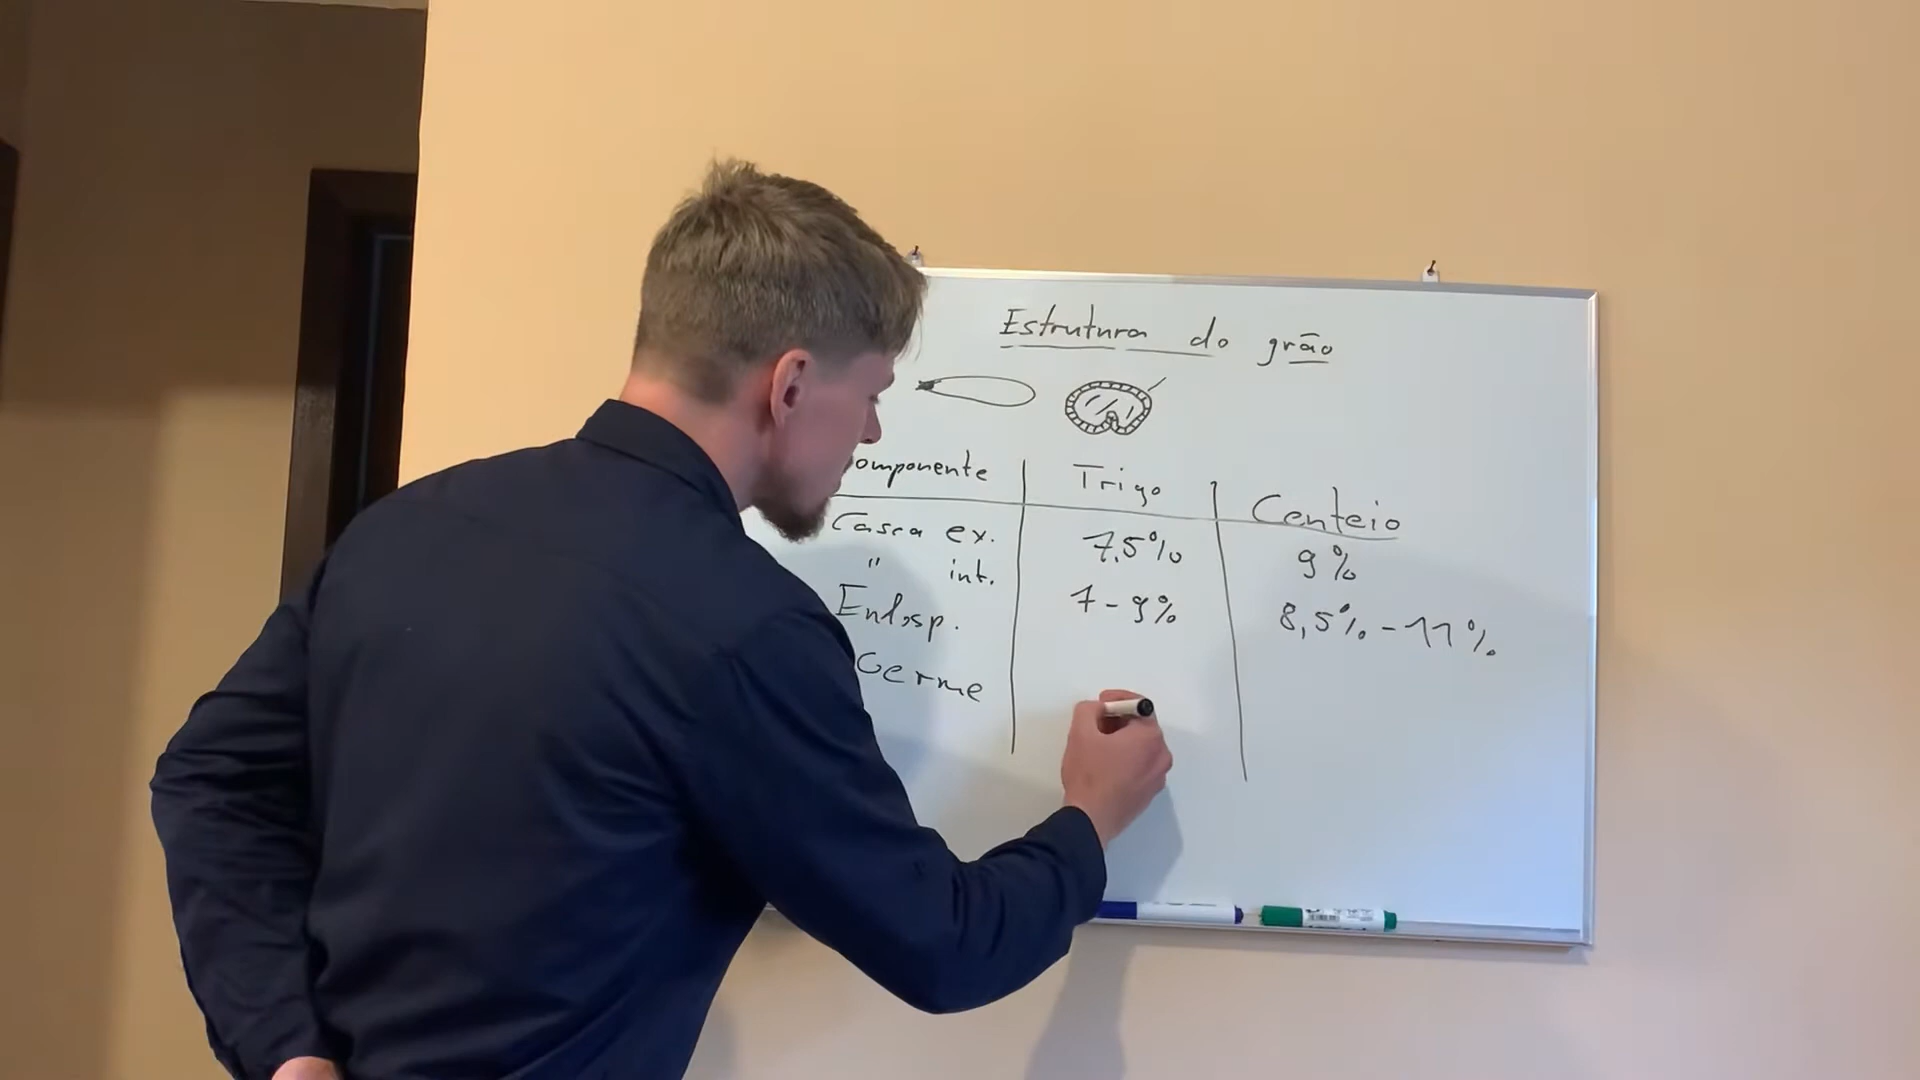 Estrutura do grão
omponente Trigo Centeio
Casca ex. 7,5% 9%
" int. 7-9% 8,5% - 11%
Endosp.
Germe